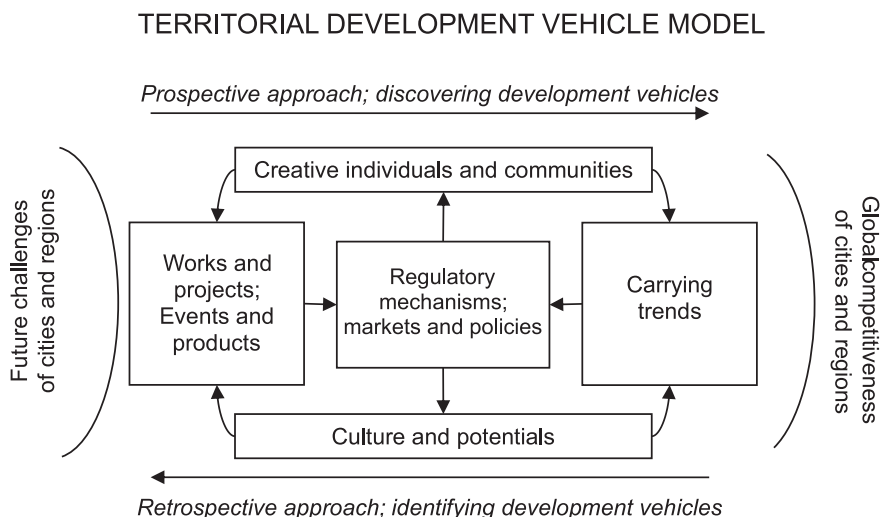 TERRITORIAL DEVELOPMENT VEHICLE MODEL
Prospective approach; discovering development vehicles
Future challenges
of cities and regions
Creative individuals and communities
Works and
projects;
Events and
products
Regulatory
mechanisms;
markets and policies
Carrying
trends
Culture and potentials
Global competitiveness
of cities and regions
Retrospective approach; identifying development vehicles